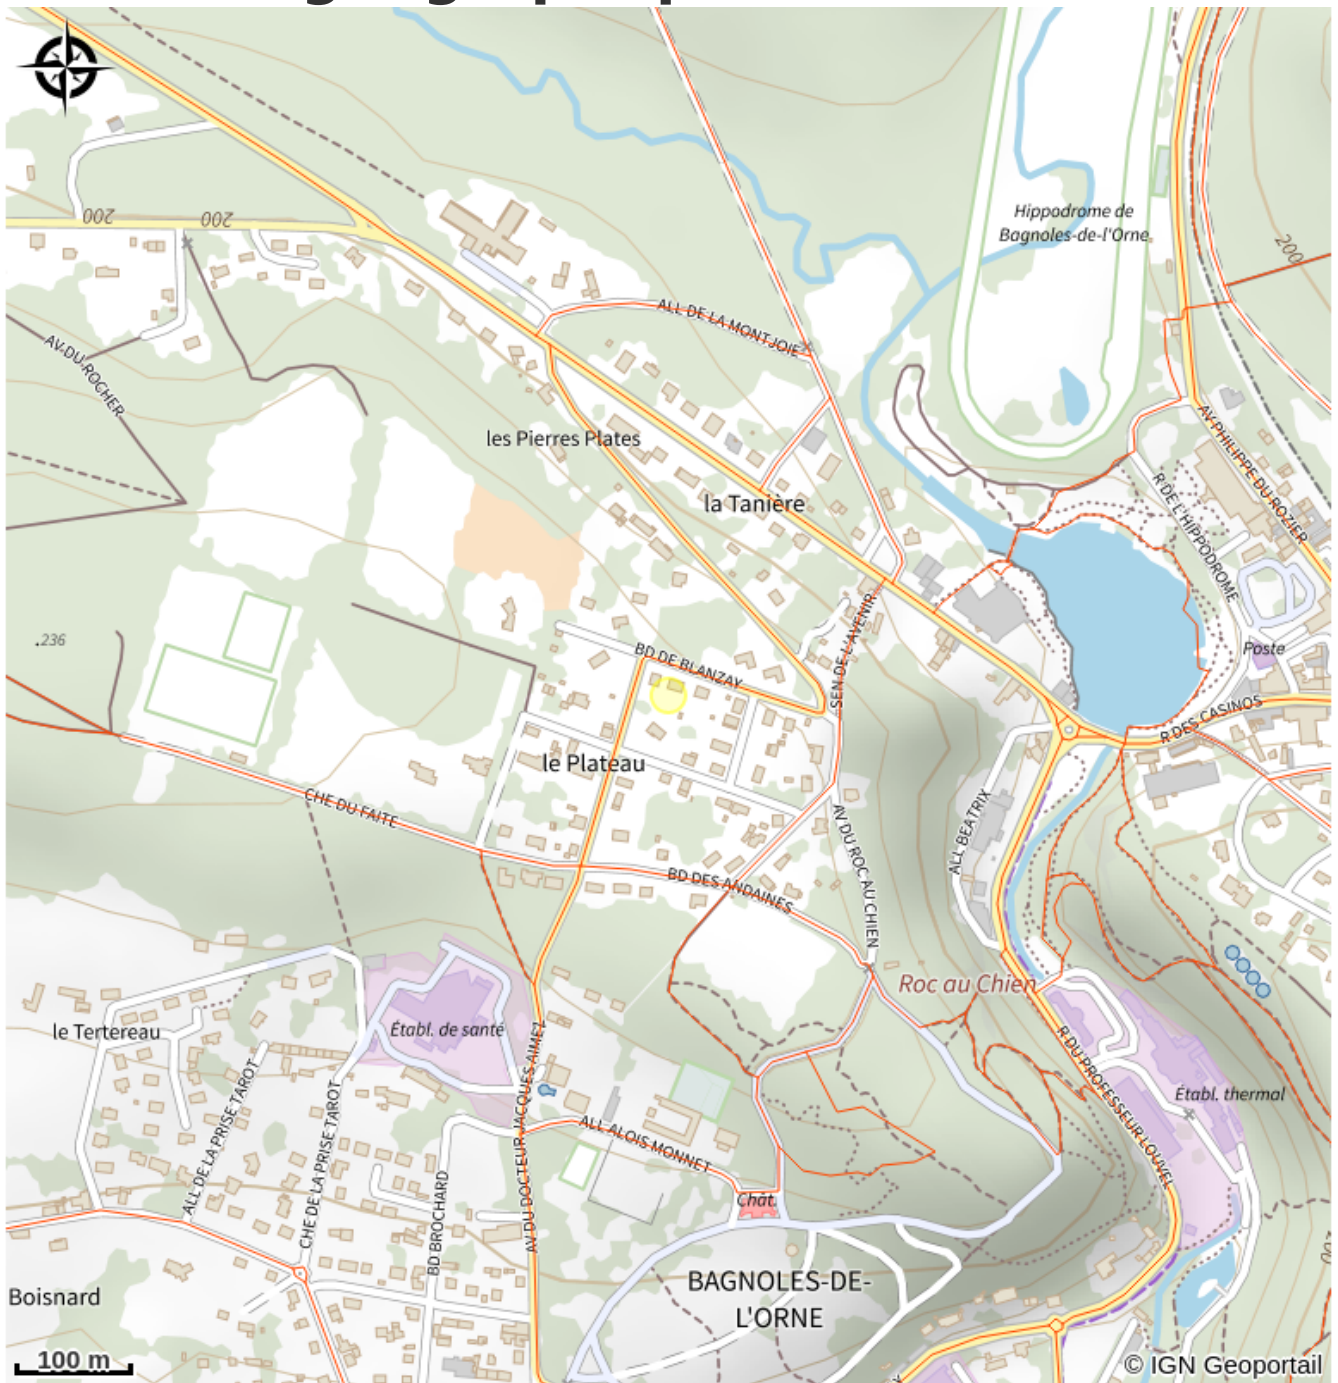 Hippodrome de
Bagnoles-de-l'Orne
200
200
200
ALL DE LA MONTJOIE
AV DU ROCHER
AV PHILIPPE DU ROZIER
les Pierres Plates
la Tanière
R DE L'HIPPODROME
.236
BD DE BLANZAY
SEN DE L'AVENIR
Poste
R DES CASINOS
le Plateau
CHE DU FAITE
ALL BEATRIX
AV DU ROC AU CHIEN
BD DES ANDAINES
Roc au Chien
le Tertereau
Établ. de santé
AV DU DOCTEUR JACQUES AIMEZ
R DU PROFESSEUR LOUVEL
Établ. thermal
ALL DE LA PRISE TAROT
CHE DE LA PRISE TAROT
ALL ALOIS MONNET
BD BROCHARD
Chât.
BAGNOLES-DE-
L'ORNE
Boisnard
200
100 m
© IGN Geoportail